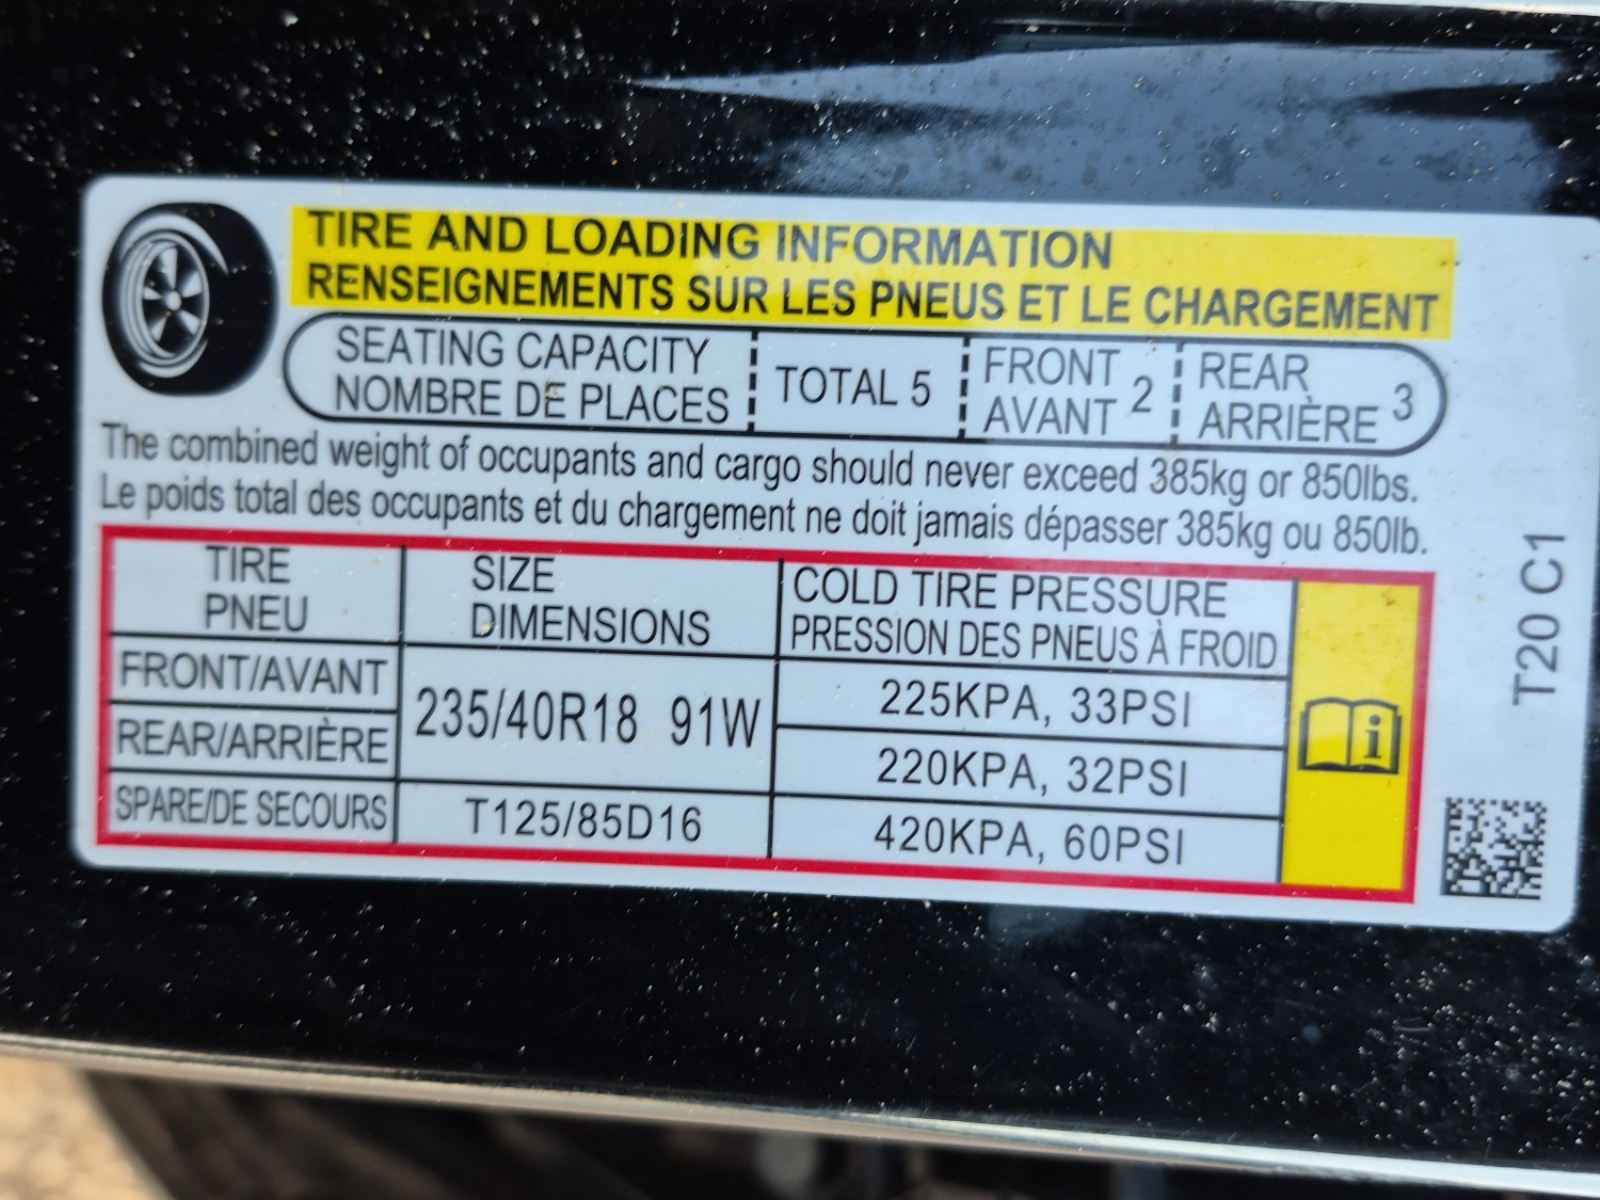 TIRE AND LOADING INFORMATION
RENSEIGNEMENTS SUR LES PNEUS ET LE CHARGEMENT
SEATING CAPACITY
NOMBRE DE PLACES
TOTAL 5
FRONT
AVANT 2
REAR
ARRIÈRE 3
The combined weight of occupants and cargo should never exceed 385kg or 850lbs.
Le poids total des occupants et du chargement ne doit jamais dépasser 385kg ou 850lb.
TIRE
PNEU
SIZE
DIMENSIONS
COLD TIRE PRESSURE
PRESSION DES PNEUS À FROID
FRONT/AVANT
235/40R18 91W
225KPA, 33PSI
REAR/ARRIÈRE
220KPA, 32PSI
SPARE/DE SECOURS
T125/85D16
420KPA, 60PSI
i
T20 C1